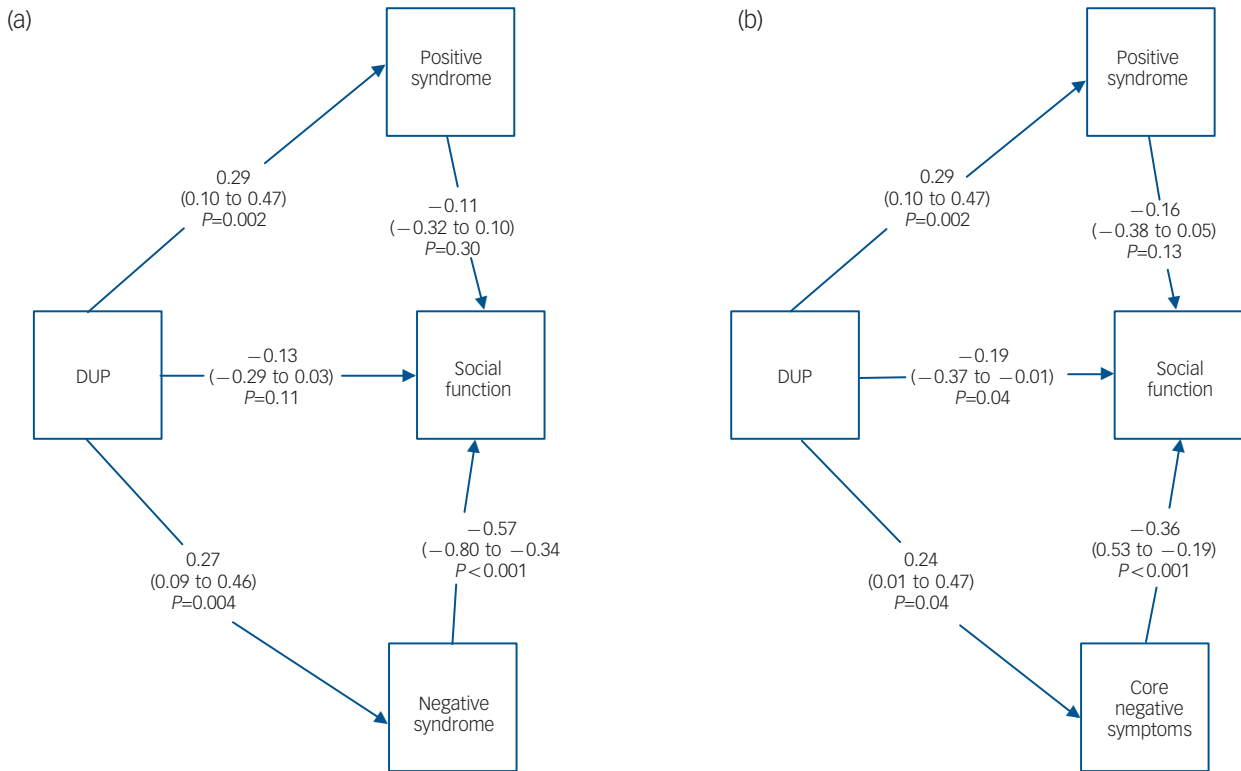 (a)
Positive
syndrome
0.29
(0.10 to 0.47)
P=0.002
−0.11
(−0.32 to 0.10)
P=0.30
DUP
−0.13
(−0.29 to 0.03)
P=0.11
Social
function
0.27
(0.09 to 0.46)
P=0.004
−0.57
(−0.80 to −0.34
P<0.001
Negative
syndrome
(b)
Positive
syndrome
0.29
(0.10 to 0.47)
P=0.002
−0.16
(−0.38 to 0.05)
P=0.13
DUP
−0.19
(−0.37 to −0.01)
P=0.04
Social
function
0.24
(0.01 to 0.47)
P=0.04
−0.36
(0.53 to −0.19)
P<0.001
Core
negative
symptoms